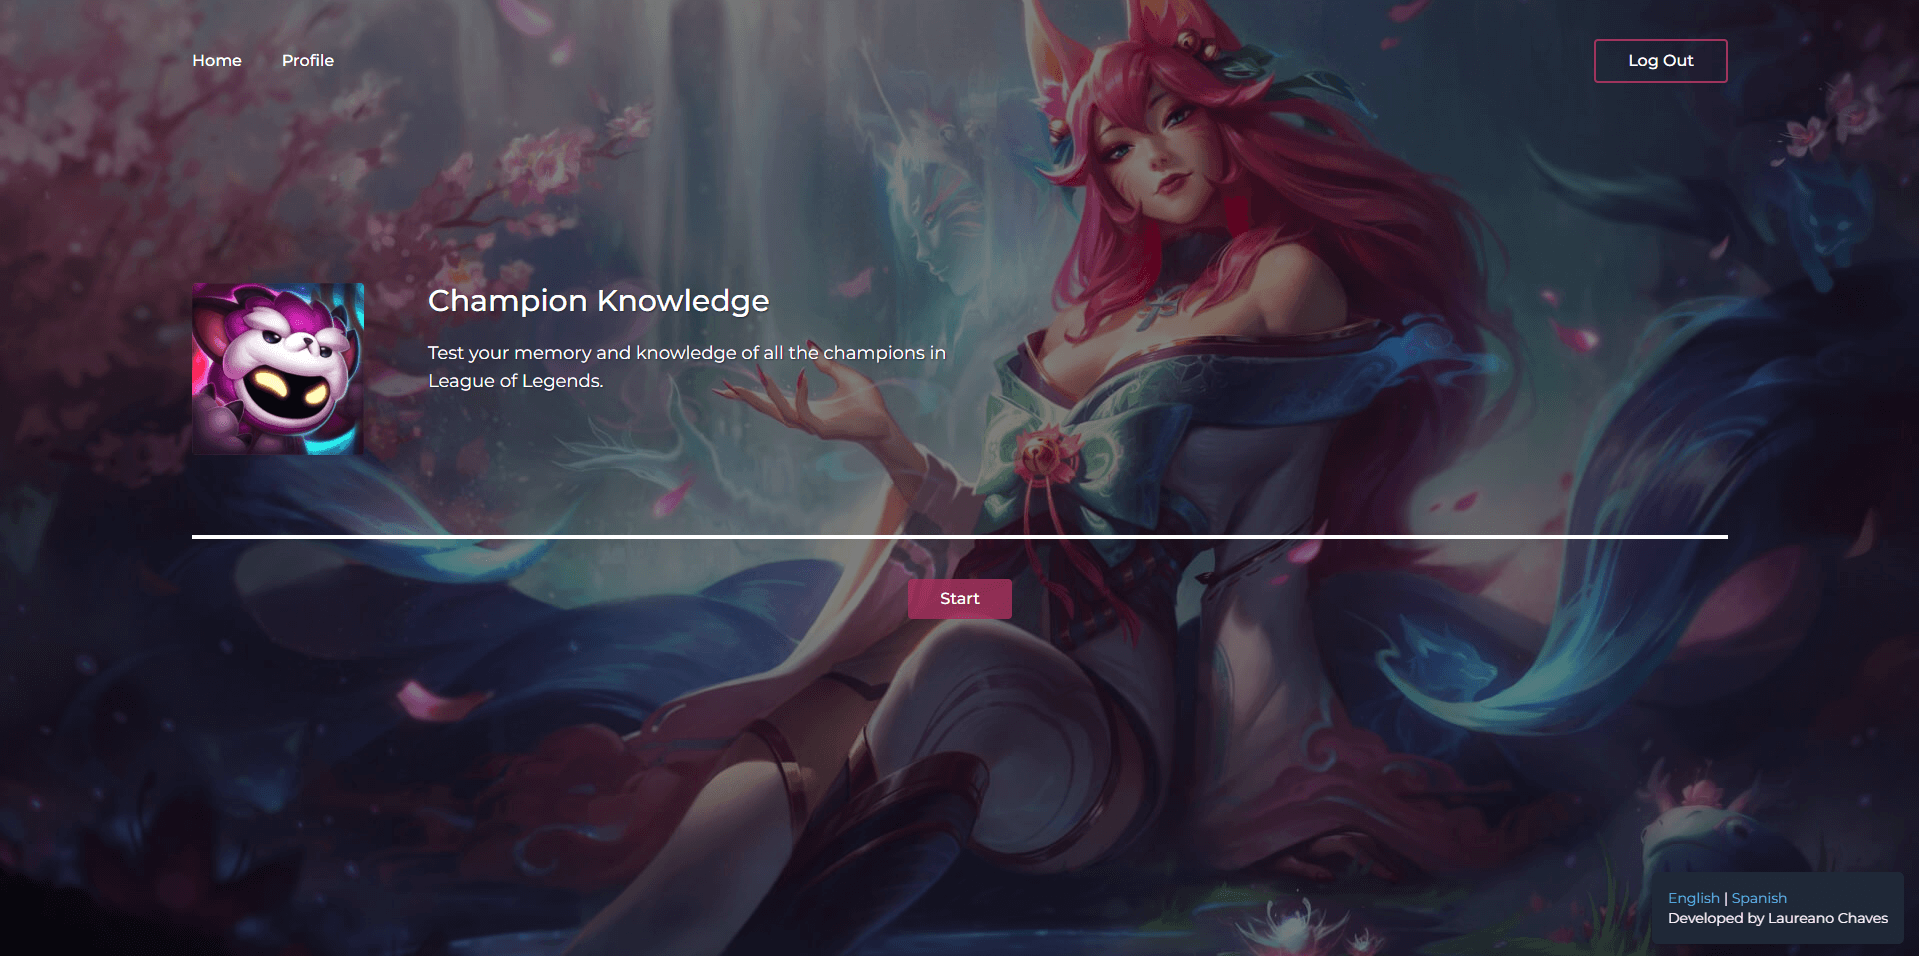 Home Profile Log Out
Champion Knowledge
Test your memory and knowledge of all the champions in
League of Legends.
Start
English | Spanish
Developed by Laureano Chaves